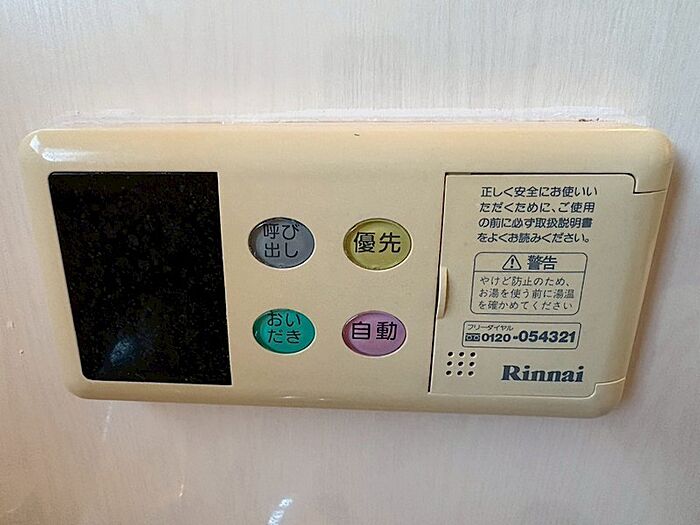 呼び
出し
優先
おい
だき
自動
正しく安全にお使いい
ただくために、ご使用
の前に必ず取扱説明書
をよくお読みください。
警告
やけど防止のため、
お湯を使う前に湯温
を確かめてください
フリーダイヤル
0120-054321
Rinnai